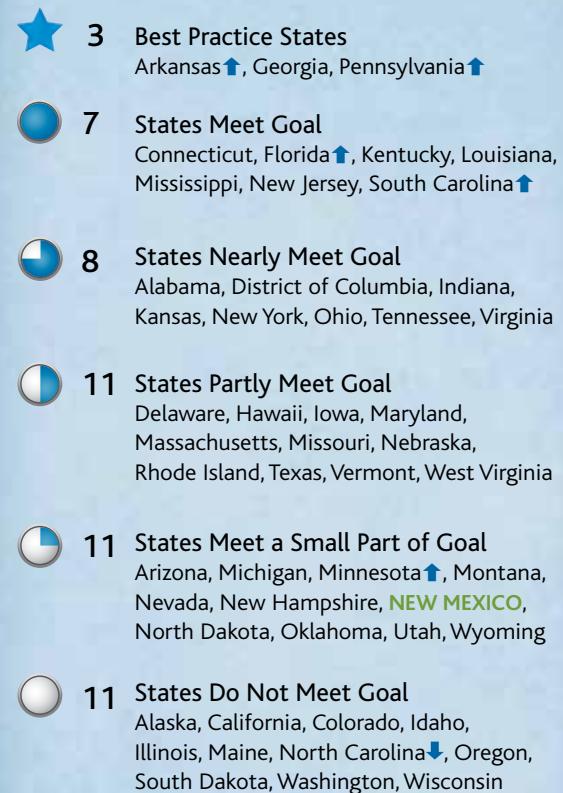 3 Best Practice States
Arkansas⬆, Georgia, Pennsylvania⬆
7 States Meet Goal
Connecticut, Florida⬆, Kentucky, Louisiana,
Mississippi, New Jersey, South Carolina⬆
8 States Nearly Meet Goal
Alabama, District of Columbia, Indiana,
Kansas, New York, Ohio, Tennessee, Virginia
11 States Partly Meet Goal
Delaware, Hawaii, Iowa, Maryland,
Massachusetts, Missouri, Nebraska,
Rhode Island, Texas, Vermont, West Virginia
11 States Meet a Small Part of Goal
Arizona, Michigan, Minnesota⬆, Montana,
Nevada, New Hampshire, NEW MEXICO,
North Dakota, Oklahoma, Utah, Wyoming
11 States Do Not Meet Goal
Alaska, California, Colorado, Idaho,
Illinois, Maine, North Carolina⬇, Oregon,
South Dakota, Washington, Wisconsin